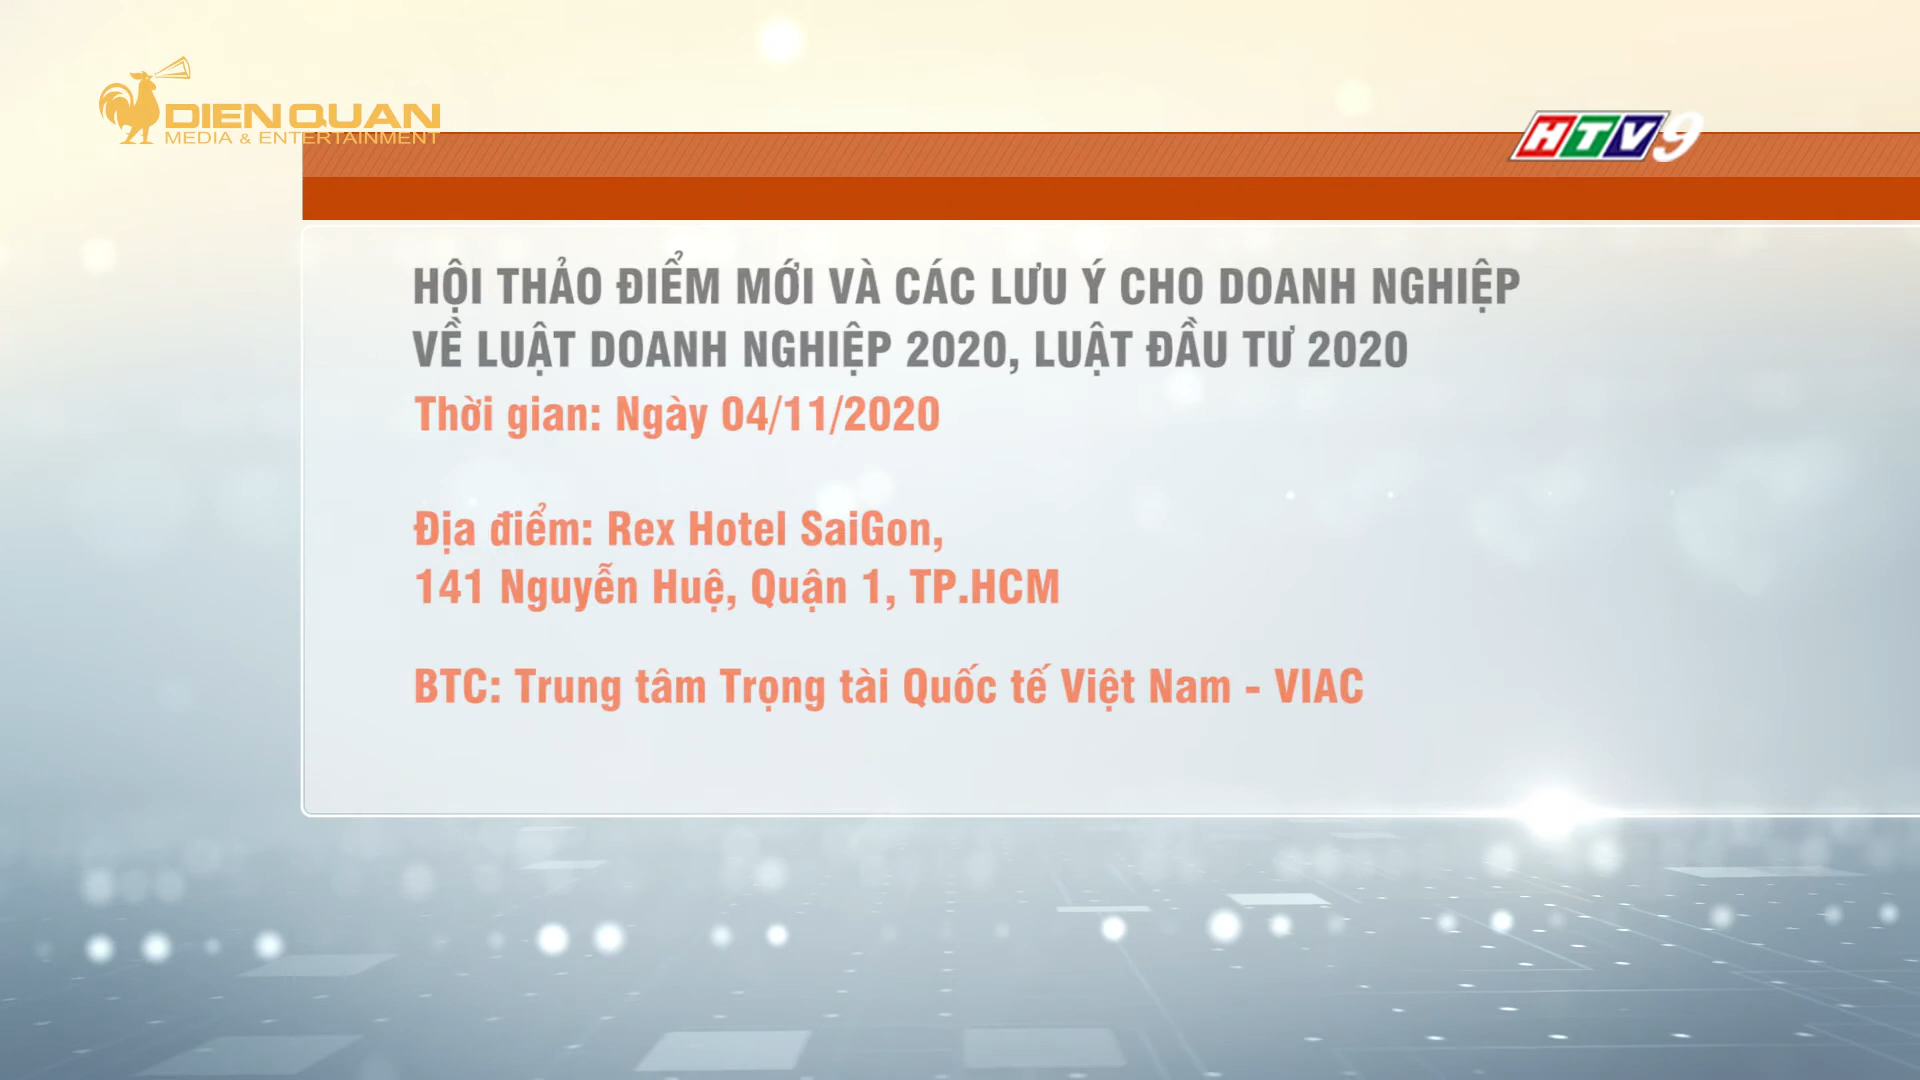 DIEN QUAN
MEDIA & ENTERTAINMENT
HTV9
HỘI THẢO ĐIỂM MỚI VÀ CÁC LƯU Ý CHO DOANH NGHIỆP
VỀ LUẬT DOANH NGHIỆP 2020, LUẬT ĐẦU TƯ 2020
Thời gian: Ngày 04/11/2020
Địa điểm: Rex Hotel SaiGon,
141 Nguyễn Huệ, Quận 1, TP.HCM
BTC: Trung tâm Trọng tài Quốc tế Việt Nam - VIAC